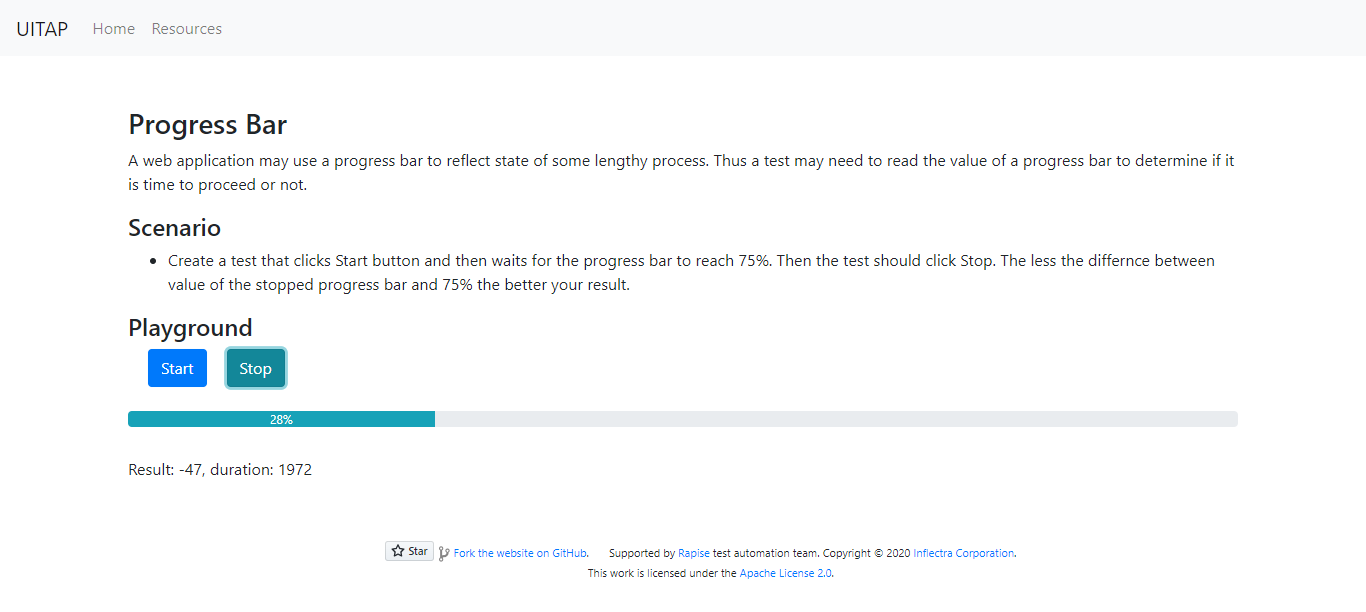 UITAP Home Resources
Progress Bar
A web application may use a progress bar to reflect state of some lengthy process. Thus a test may need to read the value of a progress bar to determine if it
is time to proceed or not.
Scenario
• Create a test that clicks Start button and then waits for the progress bar to reach 75%. Then the test should click Stop. The less the differnce between
value of the stopped progress bar and 75% the better your result.
Playground
Start Stop
28%
Result: -47, duration: 1972
Star Fork the website on GitHub. Supported by Rapise test automation team. Copyright © 2020 Inflectra Corporation.
This work is licensed under the Apache License 2.0.